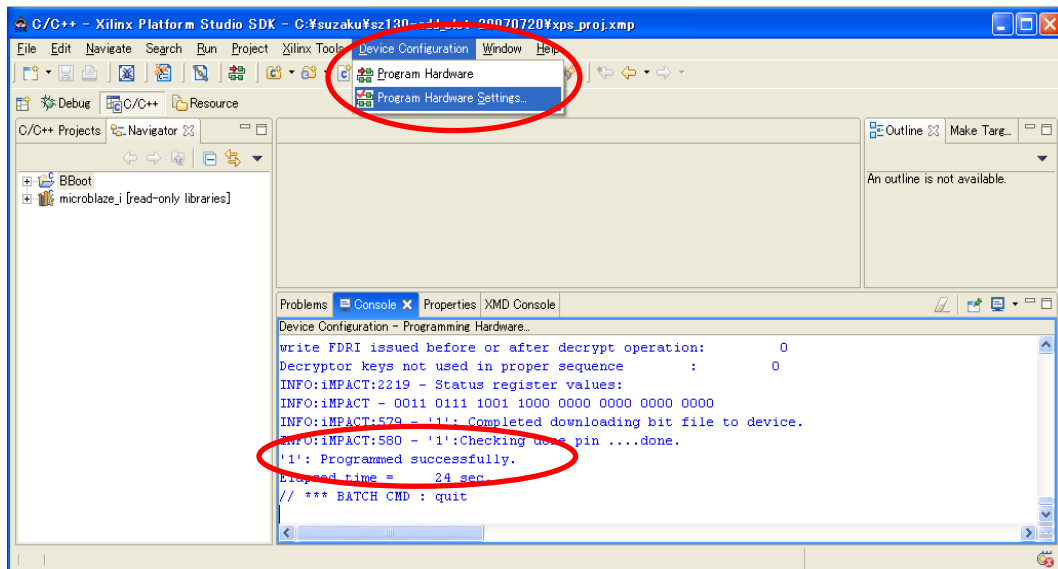 C/C++ - Xilinx Platform Studio SDK - C:¥suzaku¥sz130-add_slot-20070720¥xps_proj.xmp
File Edit Navigate Search Run Project Xilinx Tools Device Configuration Window Help
Program Hardware
Program Hardware Settings...
Debug C/C++ Resource
C/C++ Projects Navigator
Outline Make Targ...
BBoot
microblaze_i [read-only libraries]
An outline is not available.
Problems Console Properties XMD Console
Device Configuration - Programming Hardware...
write FDRI issued before or after decrypt operation: 0
Decryptor keys not used in proper sequence : 0
INFO:iMPACT:2219 - Status register values:
INFO:iMPACT - 0011 0111 1001 1000 0000 0000 0000 0000
INFO:iMPACT:579 - '1': Completed downloading bit file to device.
INFO:iMPACT:580 - '1':Checking done pin ....done.
'1': Programmed successfully.
Elapsed time = 24 sec.
// *** BATCH CMD : quit